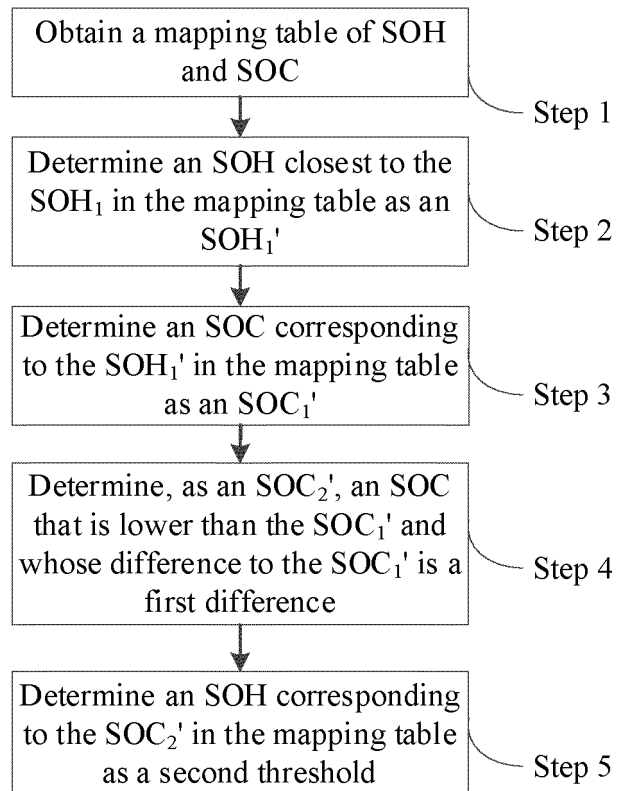 Obtain a mapping table of SOH
and SOC
Step 1
Determine an SOH closest to the
SOH₁ in the mapping table as an
SOH₁'
Step 2
Determine an SOC corresponding
to the SOH₁' in the mapping table
as an SOC₁'
Step 3
Determine, as an SOC₂', an SOC
that is lower than the SOC₁' and
whose difference to the SOC₁' is a
first difference
Step 4
Determine an SOH corresponding
to the SOC₂' in the mapping table
as a second threshold
Step 5